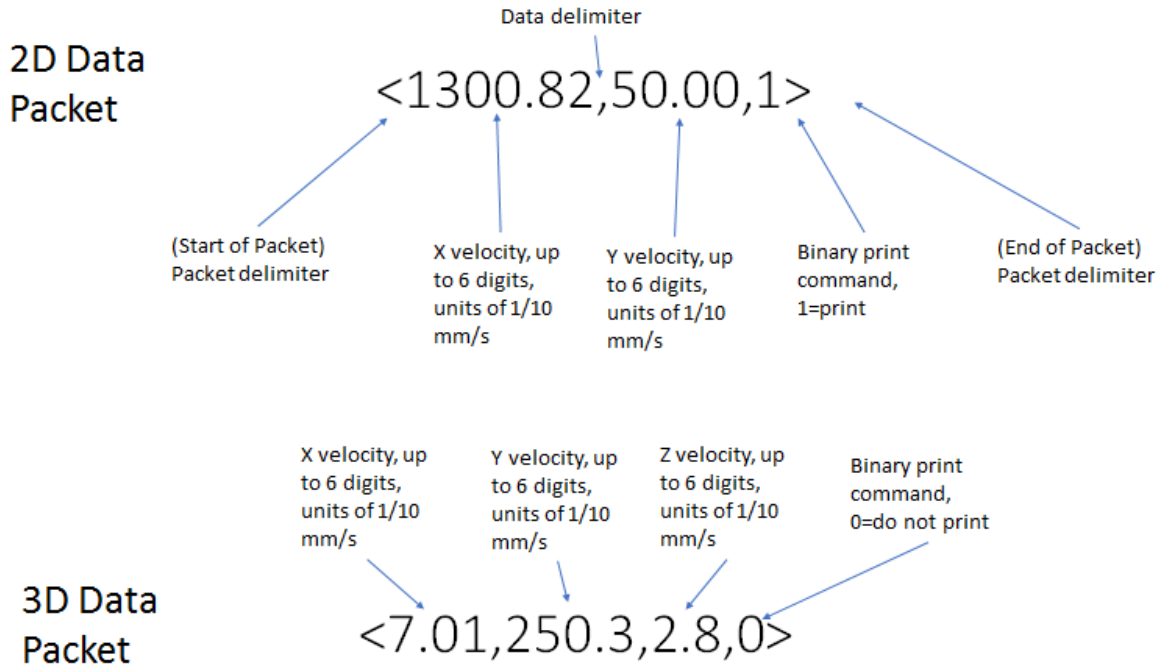 Data delimiter
2D Data
Packet
<1300.82,50.00,1>
(Start of Packet)
Packet delimiter
X velocity, up
to 6 digits,
units of 1/10
mm/s
Y velocity, up
to 6 digits,
units of 1/10
mm/s
Binary print
command,
1=print
(End of Packet)
Packet delimiter
X velocity, up
to 6 digits,
units of 1/10
mm/s
Y velocity, up
to 6 digits,
units of 1/10
mm/s
Z velocity, up
to 6 digits,
units of 1/10
mm/s
Binary print
command,
0=do not print
3D Data
Packet
<7.01,250.3,2.8,0>